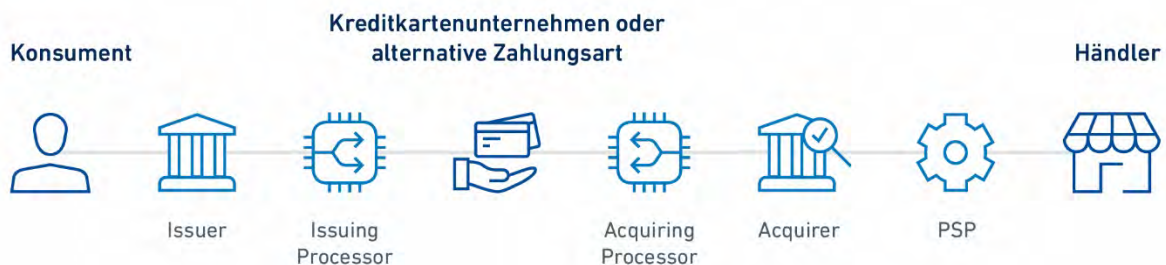 Kreditkartenunternehmen oder
alternative Zahlungsart
Konsument
Händler
Issuer
Issuing
Processor
Acquiring
Processor
Acquirer
PSP